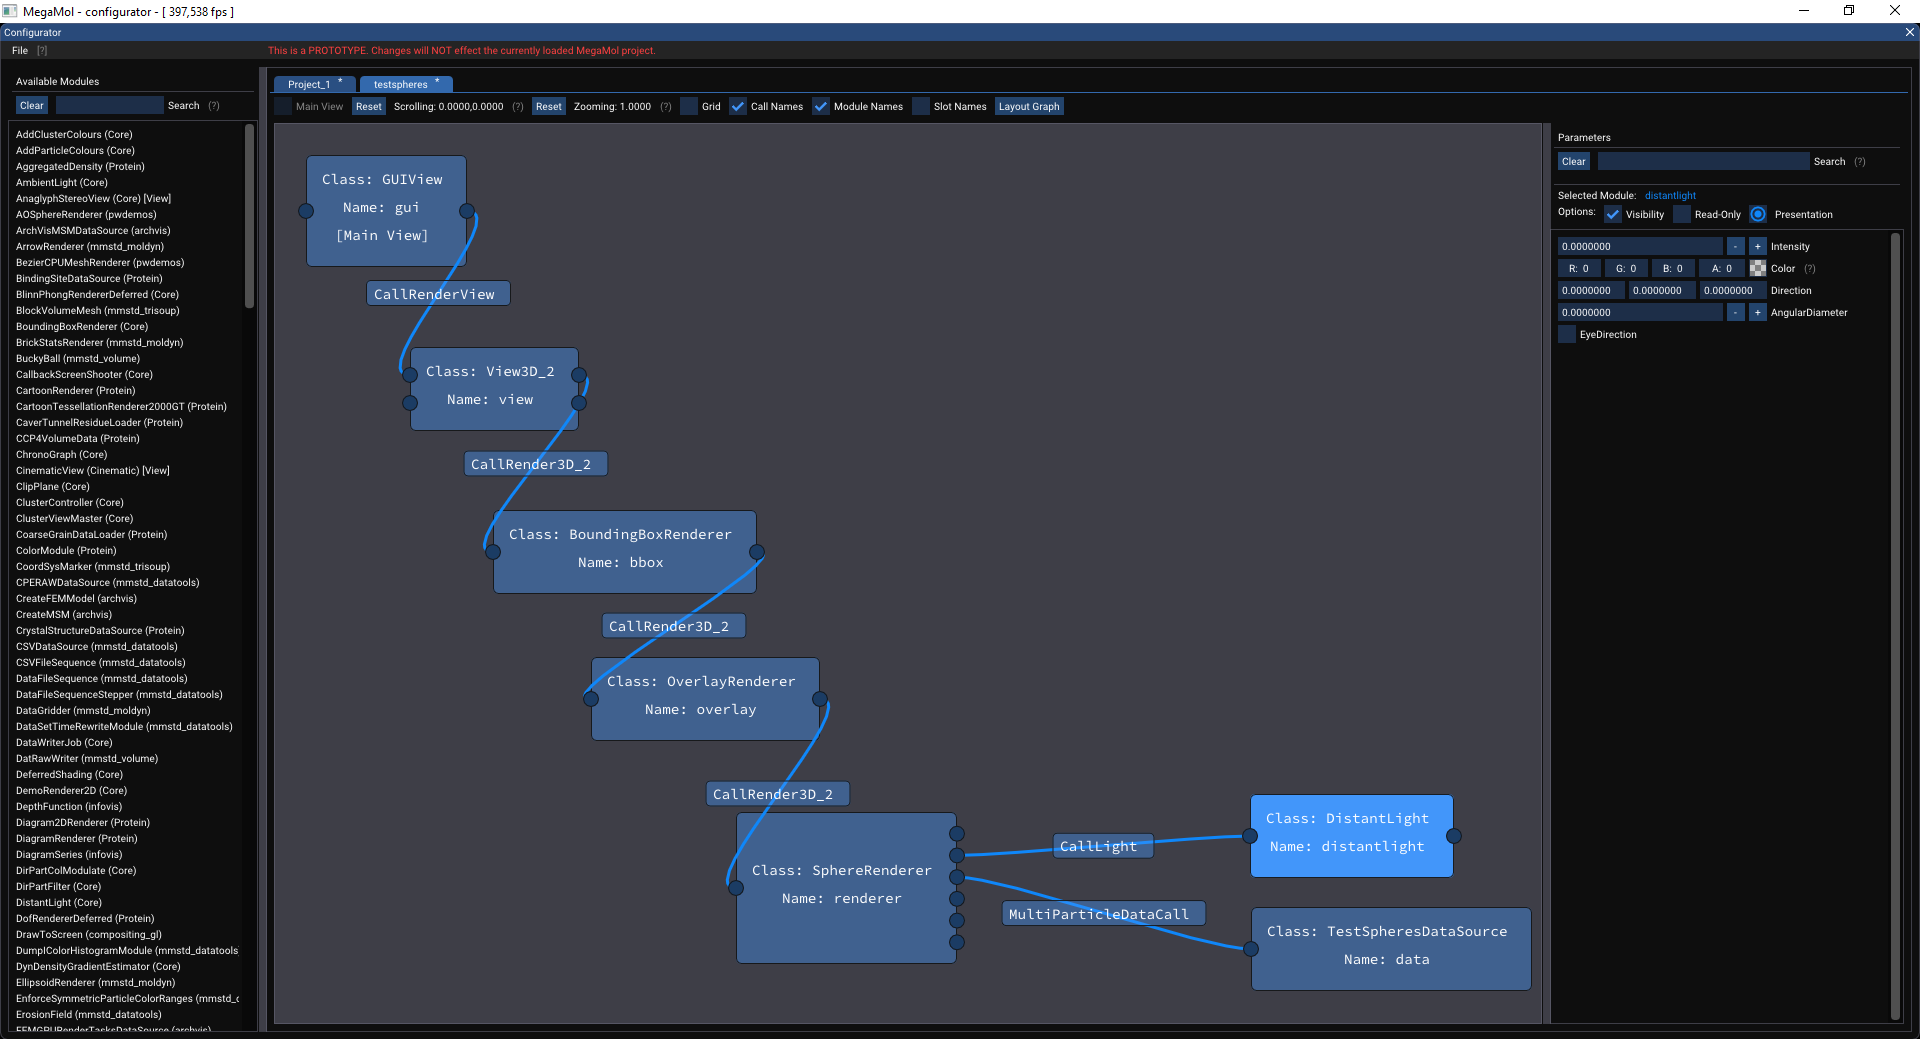 MegaMol - configurator - [ 397,538 fps ]
Configurator
File [?] This is a PROTOTYPE. Changes will NOT effect the currently loaded MegaMol project.
Available Modules
Clear Search (?)
AddClusterColours (Core)
AddParticleColours (Core)
AggregatedDensity (Protein)
AmbientLight (Core)
AnaglyphStereoView (Core) [View]
AOSphereRenderer (pwdemos)
ArchVisMSMDataSource (archvis)
ArrowRenderer (mmstd_moldyn)
BezierCPUMeshRenderer (pwdemos)
BindingSiteDataSource (Protein)
BlinnPhongRendererDeferred (Core)
BlockVolumeMesh (mmstd_trisoup)
BoundingBoxRenderer (Core)
BrickStatsRenderer (mmstd_moldyn)
BuckyBall (mmstd_volume)
CallbackScreenShooter (Core)
CartoonRenderer (Protein)
CartoonTessellationRenderer2000GT (Protein)
CaverTunnelResidueLoader (Protein)
CCP4VolumeData (Protein)
ChronoGraph (Core)
CinematicView (Cinematic) [View]
ClipPlane (Core)
ClusterController (Core)
ClusterViewMaster (Core)
CoarseGrainDataLoader (Protein)
ColorModule (Protein)
CoordSysMarker (mmstd_trisoup)
CPERAWDataSource (mmstd_datatools)
CreateFEMModel (archvis)
CreateMSM (archvis)
CrystalStructureDataSource (Protein)
CSVDataSource (mmstd_datatools)
CSVFileSequence (mmstd_datatools)
DataFileSequence (mmstd_datatools)
DataFileSequenceStepper (mmstd_datatools)
DataGridder (mmstd_moldyn)
DataSetTimeRewriteModule (mmstd_datatools)
DataWriterJob (Core)
DatRawWriter (mmstd_volume)
DeferredShading (Core)
DemoRenderer2D (Core)
DepthFunction (infovis)
Diagram2DRenderer (Protein)
DiagramRenderer (Protein)
DiagramSeries (infovis)
DirPartColModulate (Core)
DirPartFilter (Core)
DistantLight (Core)
DofRendererDeferred (Protein)
DrawToScreen (compositing_gl)
DumpIColorHistogramModule (mmstd_datatools
DynDensityGradientEstimator (Core)
EllipsoidRenderer (mmstd_moldyn)
EnforceSymmetricParticleColorRanges (mmstd_c
ErosionField (mmstd_datatools)
FEMGPURenderTasksDataSource (archvis)
Project_1 * testspheres *
Main View Reset Scrolling: 0.0000,0.0000 (?) Reset Zooming: 1.0000 (?) Grid Call Names Module Names Slot Names Layout Graph
Class: GUIView
Name: gui
[Main View]
CallRenderView
Class: View3D_2
Name: view
CallRender3D_2
Class: BoundingBoxRenderer
Name: bbox
CallRender3D_2
Class: OverlayRenderer
Name: overlay
CallRender3D_2
Class: SphereRenderer
Name: renderer
CallLight
Class: DistantLight
Name: distantlight
MultiParticleDataCall
Class: TestSpheresDataSource
Name: data
Parameters
Clear Search (?)
Selected Module: distantlight
Options: Visibility Read-Only Presentation
0.0000000 - + Intensity
R: 0 G: 0 B: 0 A: 0 Color (?)
0.0000000 0.0000000 0.0000000 Direction
0.0000000 - + AngularDiameter
EyeDirection